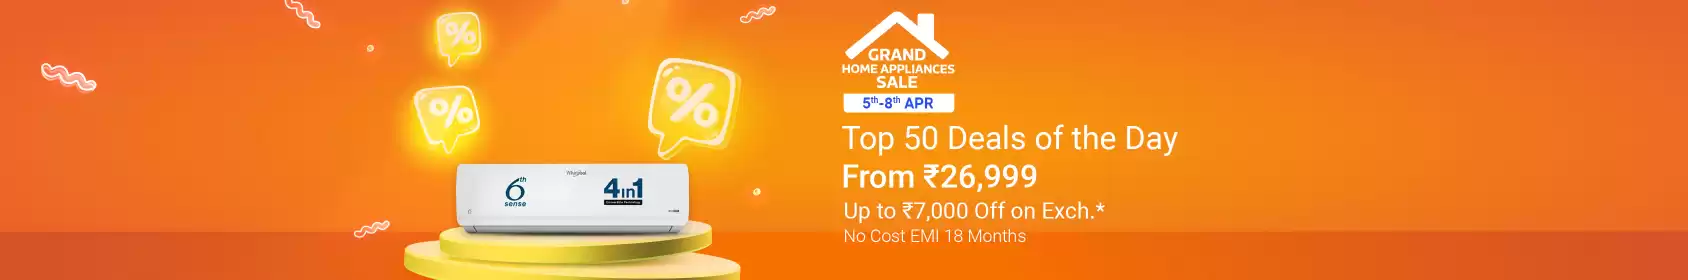 GRAND
HOME APPLIANCES
SALE
5th-8th APR
Top 50 Deals of the Day
From ₹26,999
Up to ₹7,000 Off on Exch.*
No Cost EMI 18 Months
%
%
%
Whirlpool
6th
sense
4in1